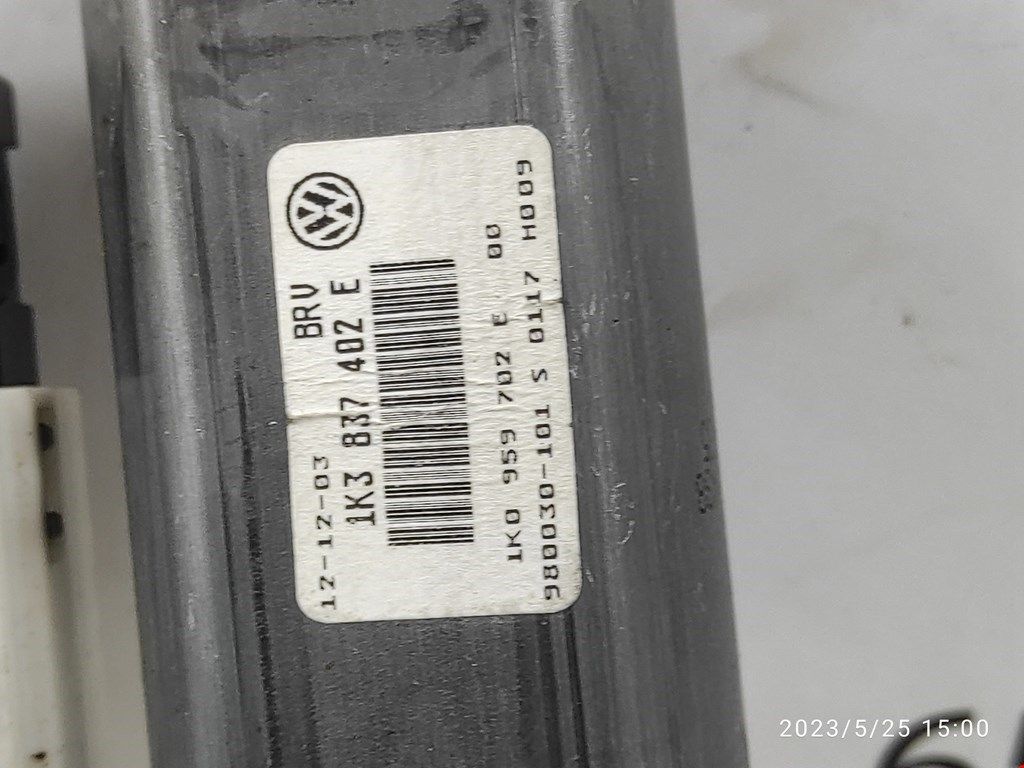 12-12-03 BRV
1K3 837 402 E
1K0 959 702 E 00
980030-101 S 0117 H009
2023/5/25 15:00